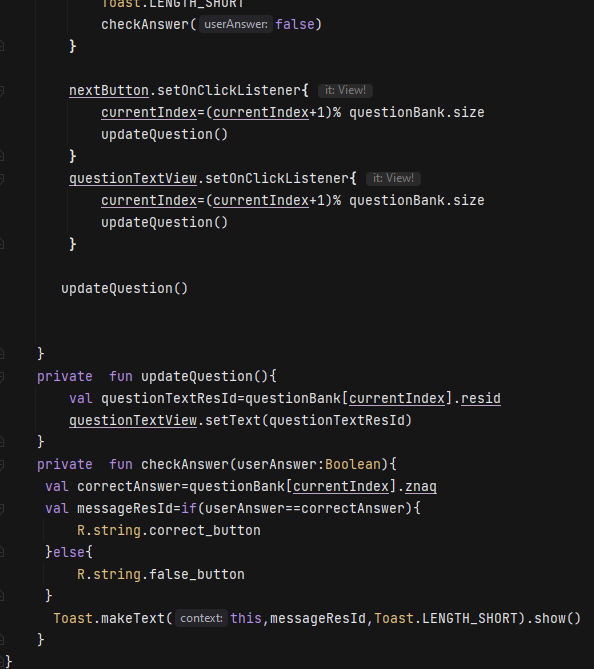 Toast.LENGTH_SHORT
checkAnswer( userAnswer: false)
}
nextButton.setOnClickListener{ it: View!
currentIndex=(currentIndex+1)% questionBank.size
updateQuestion()
}
questionTextView.setOnClickListener{ it: View!
currentIndex=(currentIndex+1)% questionBank.size
updateQuestion()
}
updateQuestion()
}
private  fun updateQuestion(){
val questionTextResId=questionBank[currentIndex].resid
questionTextView.setText(questionTextResId)
}
private  fun checkAnswer(userAnswer:Boolean){
val correctAnswer=questionBank[currentIndex].znaq
val messageResId=if(userAnswer==correctAnswer){
R.string.correct_button
}else{
R.string.false_button
}
Toast.makeText( context: this,messageResId,Toast.LENGTH_SHORT).show()
}
}